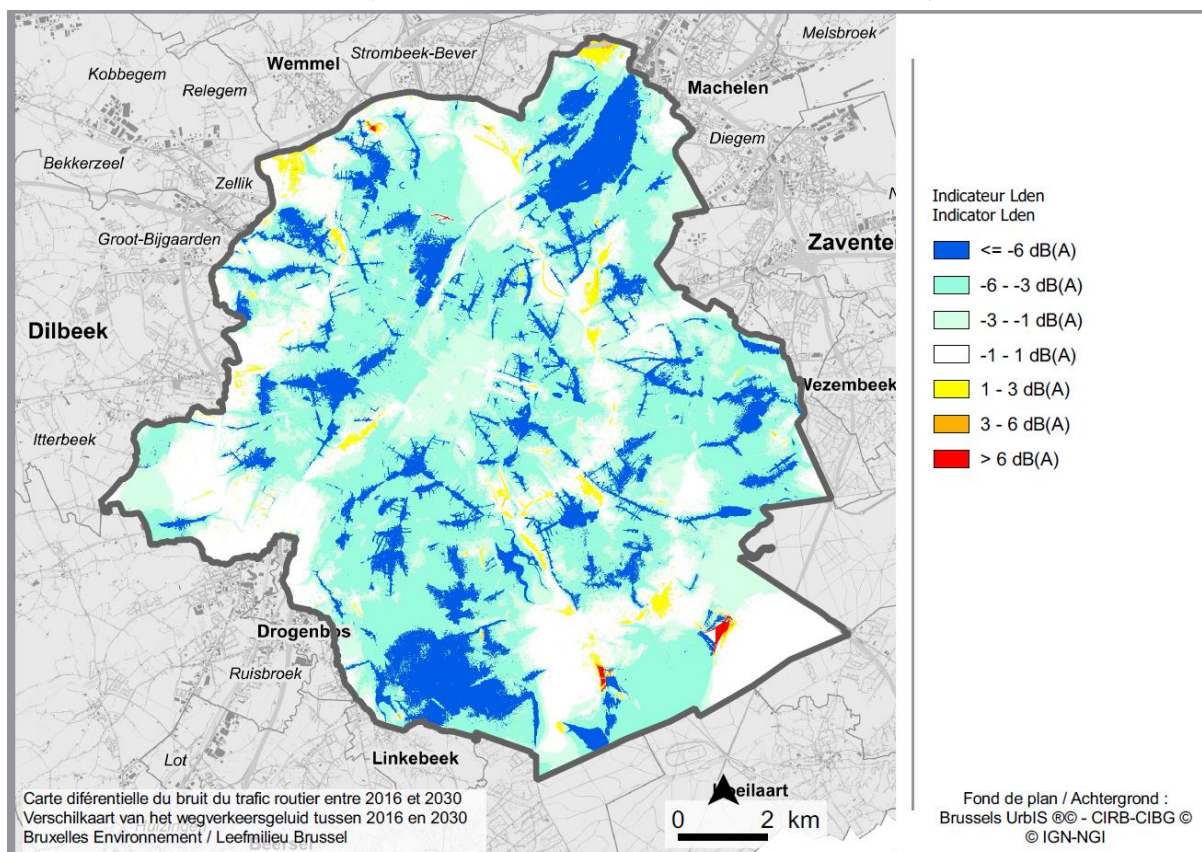 Melsbroek
Strombeek-Bever
Wemmel
Kobbegem
Relegem
Machelen
Diegem
Bekkerzeel
Zellik
Groot-Bijgaarden
Zavente
Dilbeek
Wezembeek
Itterbeek
Drogenbos
Ruisbroek
Linkebeek
Lot
Huizingen
Beersel
Carte diférentielle du bruit du trafic routier entre 2016 et 2030
Verschilkaart van het wegverkeersgeluid tussen 2016 en 2030
Bruxelles Environnement / Leefmilieu Brussel
0 2 km
Indicateur Lden
Indicator Lden
<= -6 dB(A)
-6 - -3 dB(A)
-3 - -1 dB(A)
-1 - 1 dB(A)
1 - 3 dB(A)
3 - 6 dB(A)
> 6 dB(A)
Fond de plan / Achtergrond :
Brussels UrbIS ®© - CIRB-CIBG ©
© IGN-NGI